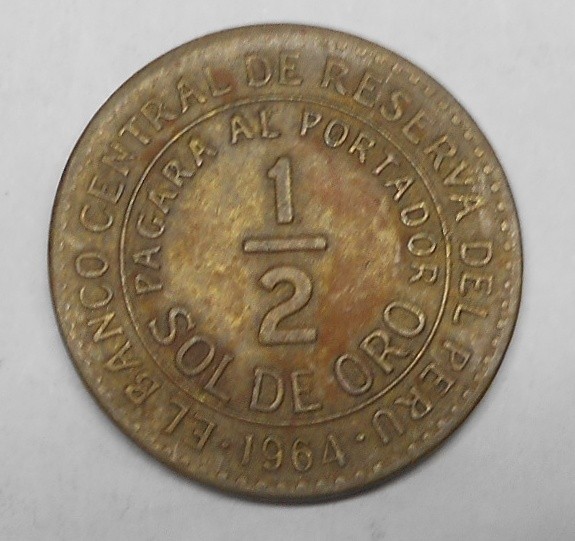 EL BANCO CENTRAL DE RESERVA DEL PERU
PAGARA AL PORTADOR
1/2
SOL DE ORO
· 1964 ·